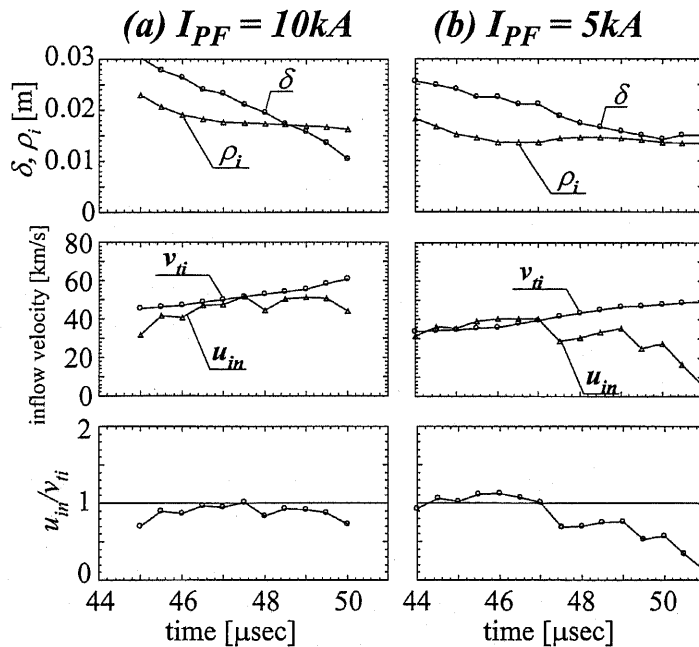 (a) I_PF = 10kA (b) I_PF = 5kA
0.03
0.02
0.01
0
δ, ρ_i [m]
δ
ρ_i
δ
ρ_i
80
60
40
20
0
inflow velocity [km/s]
v_ti
u_in
v_ti
u_in
2
1
0
u_in/v_ti
44 46 48 50 44 46 48 50
time [μsec] time [μsec]